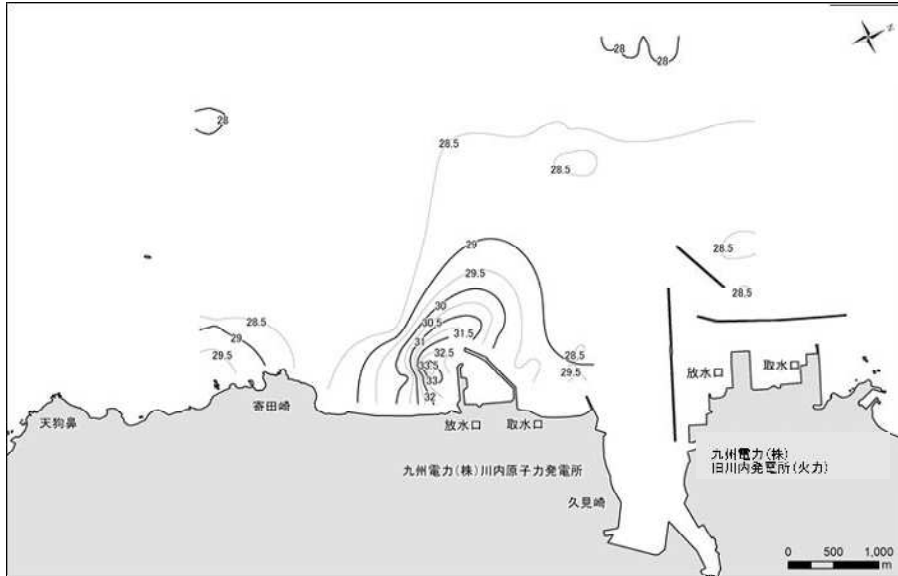 N
28
28
28
28.5
28.5
29
28.5
29.5
28.5
30
28.5
30.5
31.5
29
31
28.5
29.5
32.5
33.5
29.5
33
32
放水口
取水口
天狗鼻
寄田崎
放水口
取水口
九州電力(株)川内原子力発電所
九州電力(株)
旧川内発電所(火力)
久見崎
0 500 1,000
m